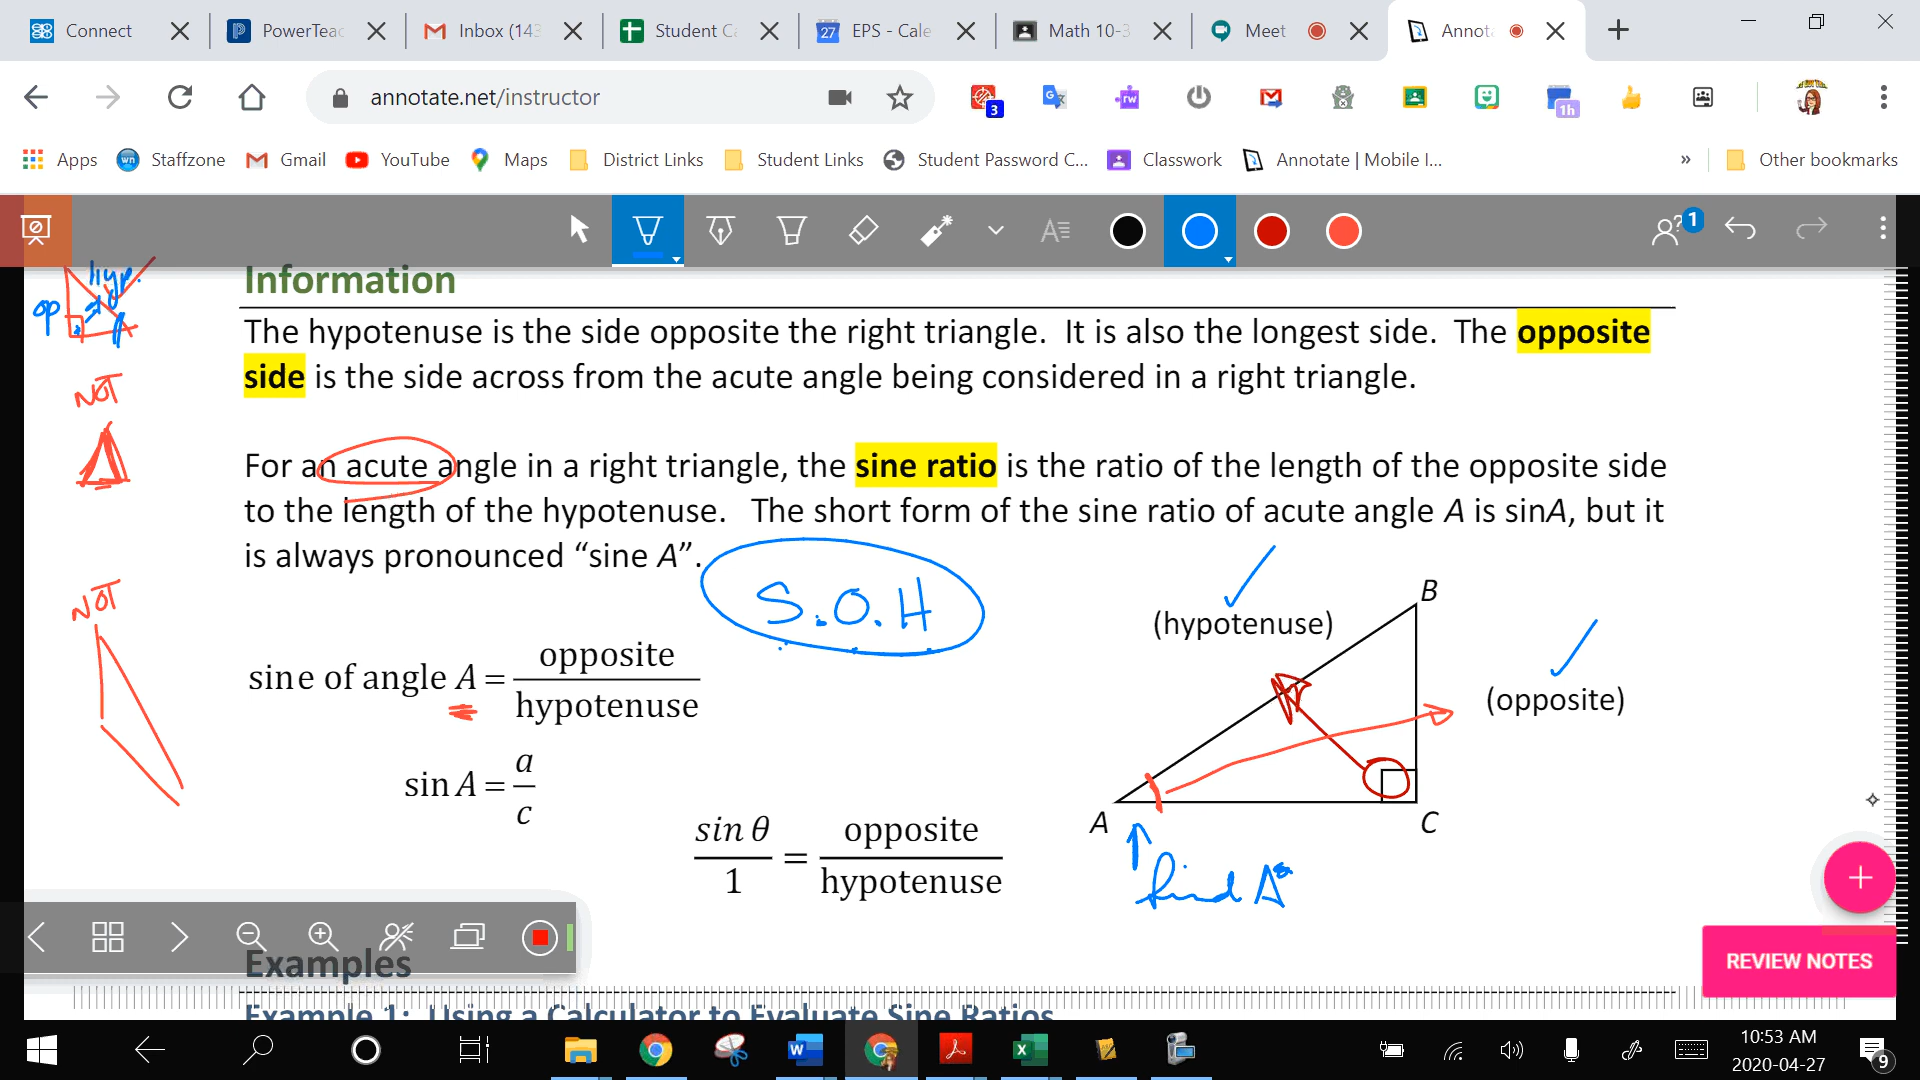 Connect PowerTeac Inbox (143 Student Ca EPS - Cale Math 10-3 Meet Annota
annotate.net/instructor
3 1h
Apps Staffzone Gmail YouTube Maps District Links Student Links Student Password C... Classwork Annotate | Mobile I... » Other bookmarks
1
Information
hyp.
op
The hypotenuse is the side opposite the right triangle. It is also the longest side. The opposite
side is the side across from the acute angle being considered in a right triangle.
NOT
For an acute angle in a right triangle, the sine ratio is the ratio of the length of the opposite side
to the length of the hypotenuse. The short form of the sine ratio of acute angle A is sinA, but it
is always pronounced “sine A”.
S.O.H
NOT
B
(hypotenuse)
(opposite)
sine of angle A = opposite / hypotenuse
sin A = a / c
A C
sin θ / 1 = opposite / hypotenuse
find A°
Examples
REVIEW NOTES
Example 1: Using a Calculator to Evaluate Sine Ratios
10:53 AM
2020-04-27
9